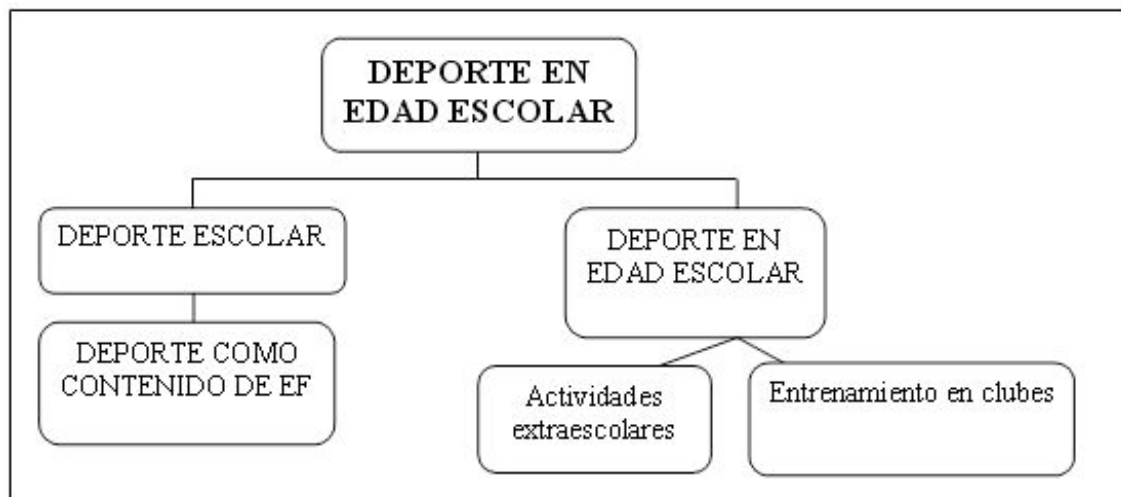 DEPORTE EN
EDAD ESCOLAR
DEPORTE ESCOLAR
DEPORTE EN
EDAD ESCOLAR
DEPORTE COMO
CONTENIDO DE EF
Actividades
extraescolares
Entrenamiento en clubes